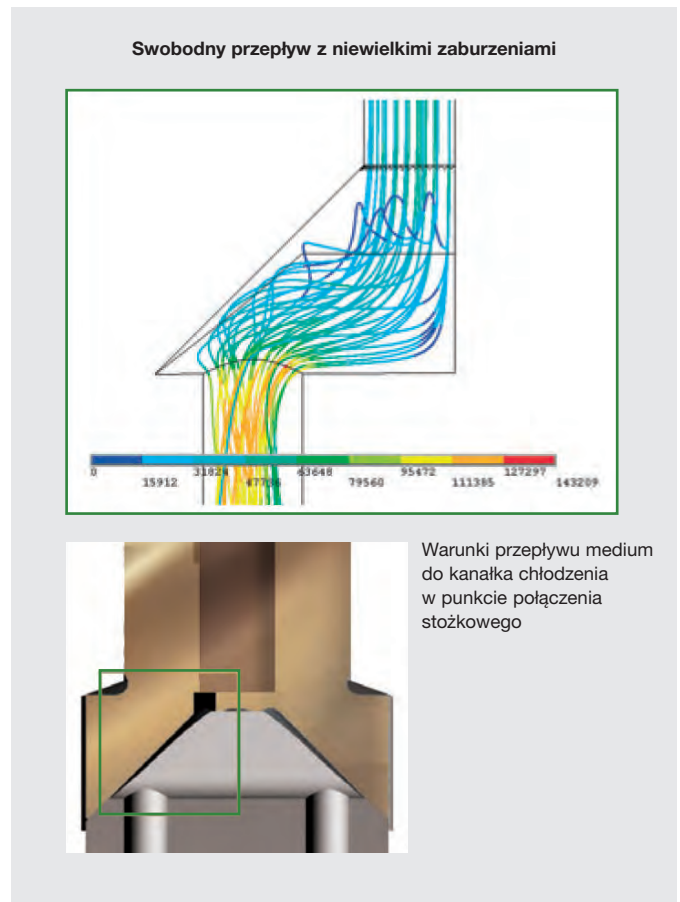 Swobodny przepływ z niewielkimi zaburzeniami
0 31824 63648 95472 127297
15912 47736 79560 111385 143209
Warunki przepływu medium
do kanałka chłodzenia
w punkcie połączenia
stożkowego